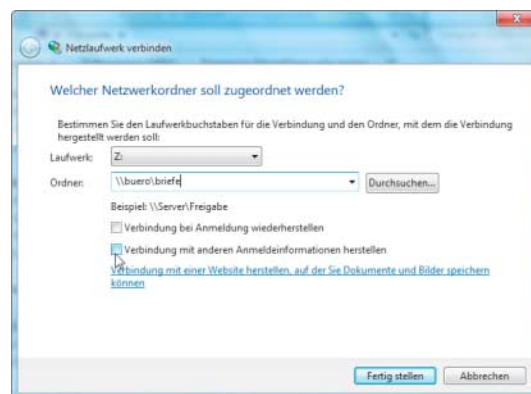 Netzlaufwerk verbinden
Welcher Netzwerkordner soll zugeordnet werden?
Bestimmen Sie den Laufwerkbuchstaben für die Verbindung und den Ordner, mit dem die Verbindung
hergestellt werden soll:
Laufwerk: Z:
Ordner: \\buero\briefe Durchsuchen...
Beispiel: \\Server\Freigabe
Verbindung bei Anmeldung wiederherstellen
Verbindung mit anderen Anmeldeinformationen herstellen
Verbindung mit einer Website herstellen, auf der Sie Dokumente und Bilder speichern
können
Fertig stellen Abbrechen